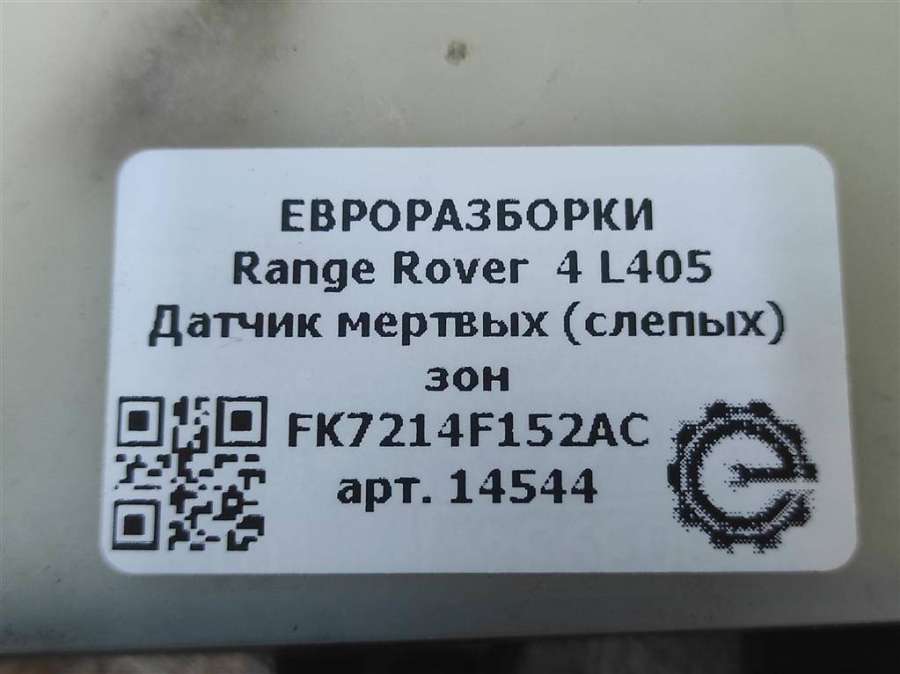 ЕВРОРАЗБОРКИ
Range Rover 4 L405
Датчик мертвых (слепых)
зон
FK7214F152AC
арт. 14544